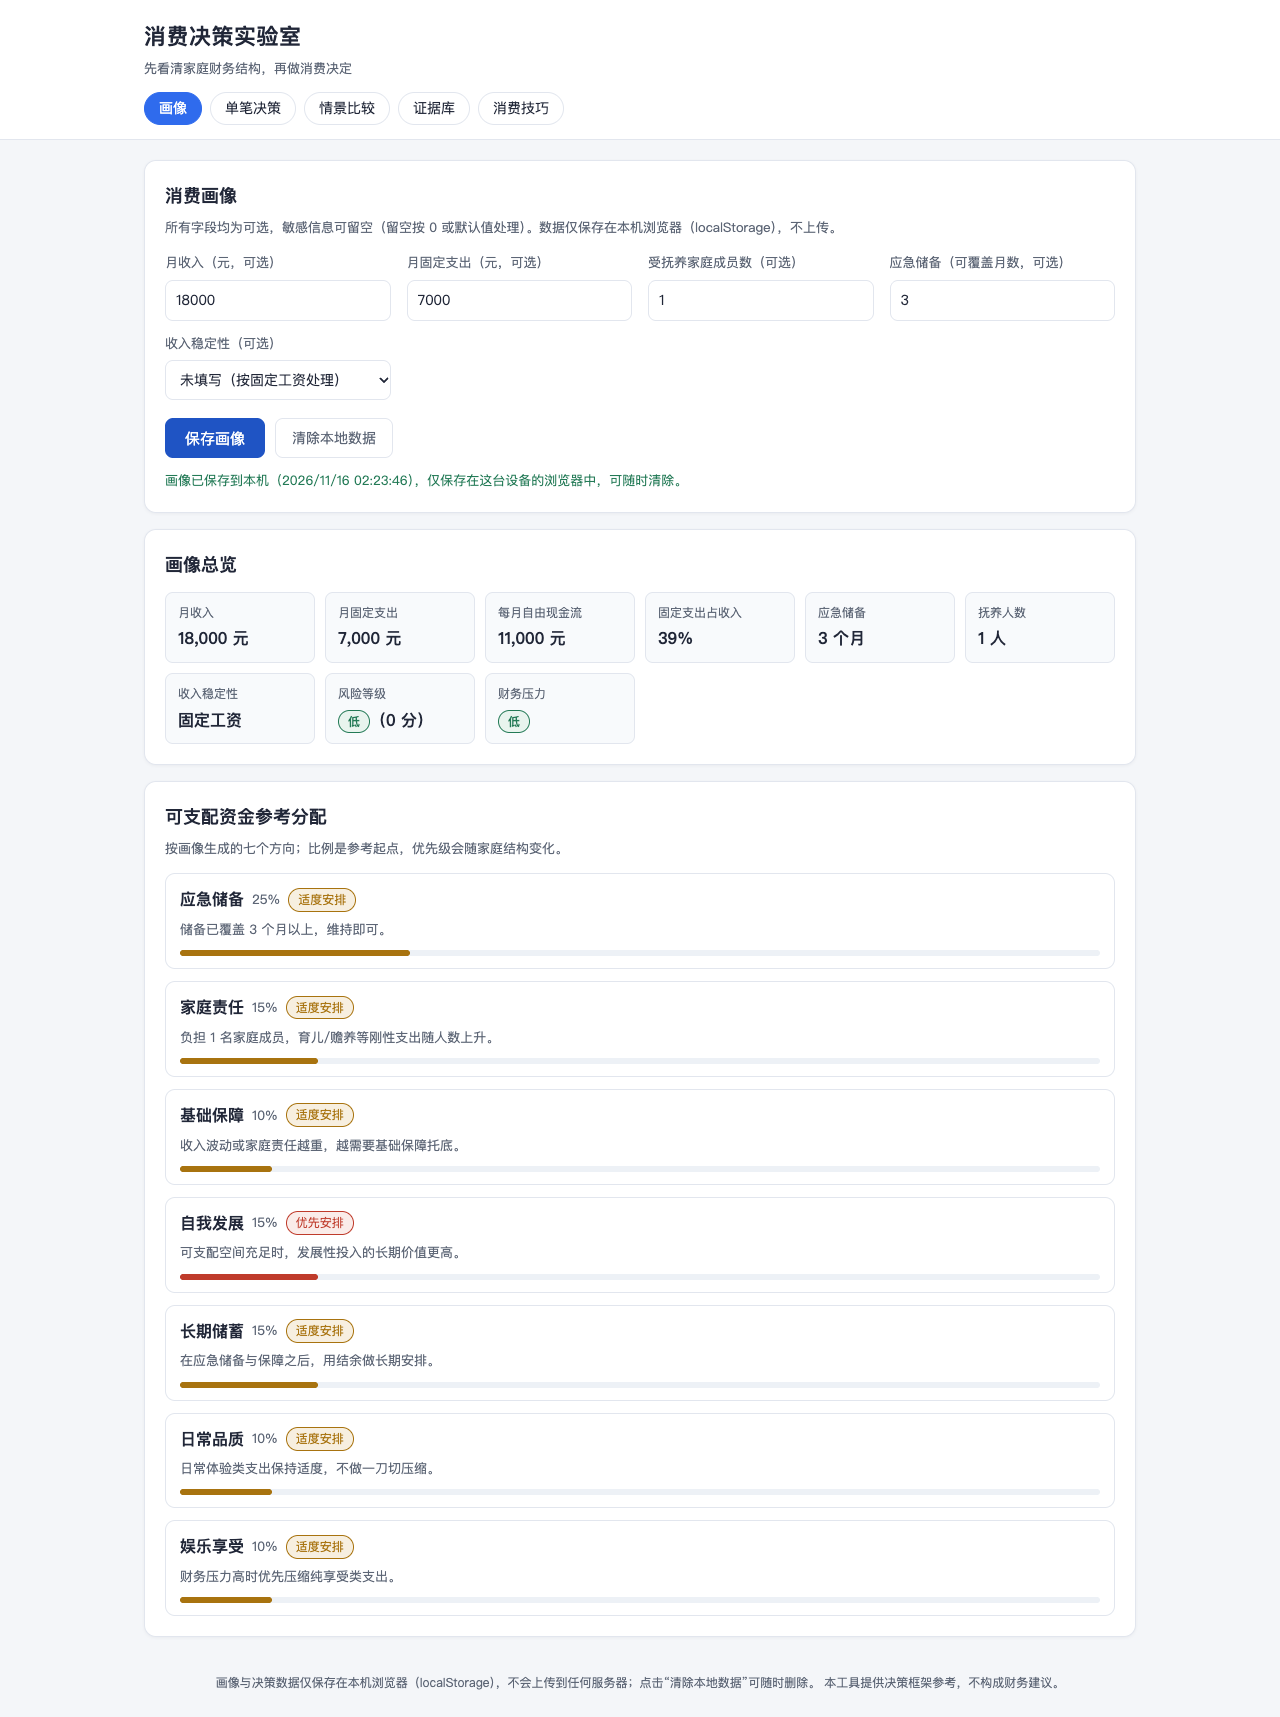 消费决策实验室
先看清家庭财务结构，再做消费决定
画像 单笔决策 情景比较 证据库 消费技巧
消费画像
所有字段均为可选，敏感信息可留空（留空按 0 或默认值处理）。数据仅保存在本机浏览器（localStorage），不上传。
月收入（元，可选） 月固定支出（元，可选） 受抚养家庭成员数（可选） 应急储备（可覆盖月数，可选）
18000 7000 1 3
收入稳定性（可选）
未填写（按固定工资处理）
保存画像 清除本地数据
画像已保存到本机（2026/11/16 02:23:46），仅保存在这台设备的浏览器中，可随时清除。
画像总览
月收入 月固定支出 每月自由现金流 固定支出占收入 应急储备 抚养人数
18,000 元 7,000 元 11,000 元 39% 3 个月 1 人
收入稳定性 风险等级 财务压力
固定工资 低 （0 分） 低
可支配资金参考分配
按画像生成的七个方向；比例是参考起点，优先级会随家庭结构变化。
应急储备 25% 适度安排
储备已覆盖 3 个月以上，维持即可。
家庭责任 15% 适度安排
负担 1 名家庭成员，育儿/赡养等刚性支出随人数上升。
基础保障 10% 适度安排
收入波动或家庭责任越重，越需要基础保障托底。
自我发展 15% 优先安排
可支配空间充足时，发展性投入的长期价值更高。
长期储蓄 15% 适度安排
在应急储备与保障之后，用结余做长期安排。
日常品质 10% 适度安排
日常体验类支出保持适度，不做一刀切压缩。
娱乐享受 10% 适度安排
财务压力高时优先压缩纯享受类支出。
画像与决策数据仅保存在本机浏览器（localStorage），不会上传到任何服务器；点击“清除本地数据”可随时删除。 本工具提供决策框架参考，不构成财务建议。